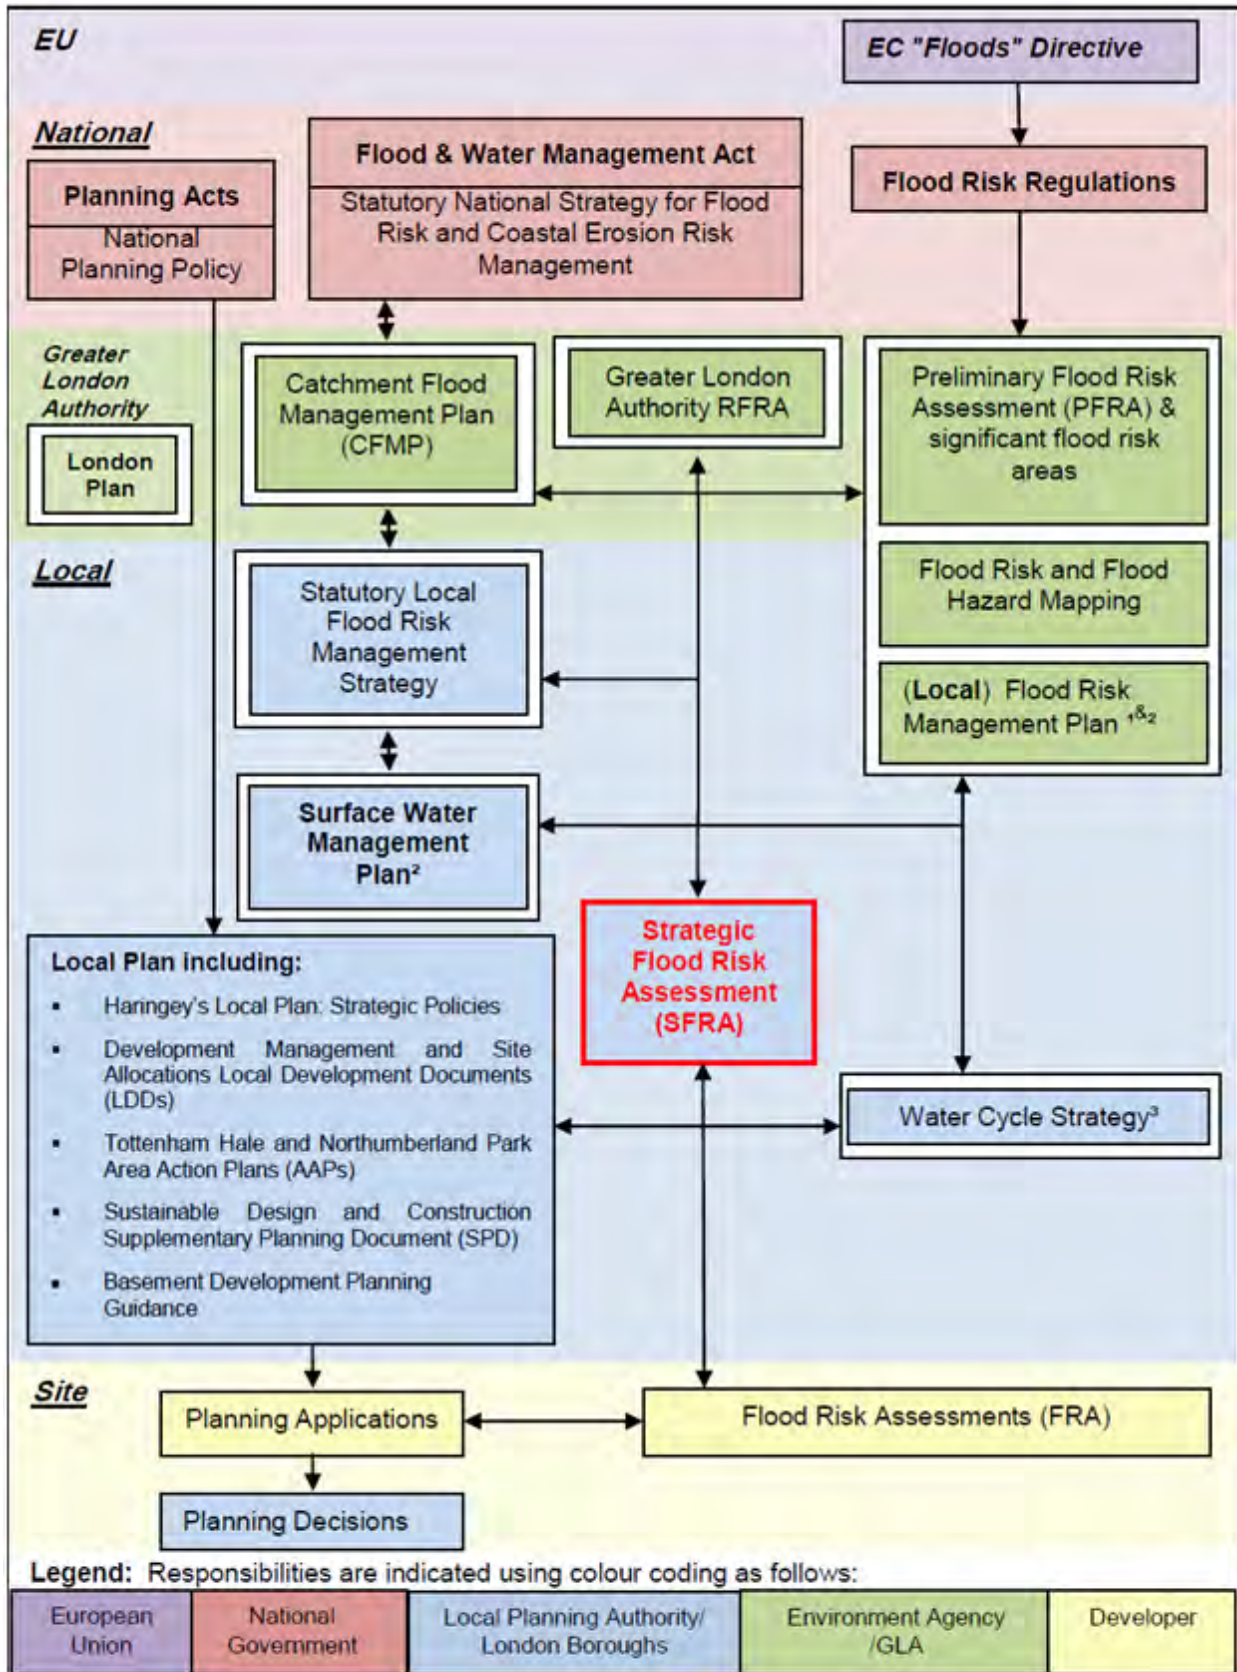 EU
EC "Floods" Directive
National
Flood & Water Management Act
Statutory National Strategy for Flood
Risk and Coastal Erosion Risk
Management
Planning Acts
National
Planning Policy
Flood Risk Regulations
Greater
London
Authority
London
Plan
Catchment Flood
Management Plan
(CFMP)
Greater London
Authority RFRA
Preliminary Flood Risk
Assessment (PFRA) &
significant flood risk
areas
Local
Statutory Local
Flood Risk
Management
Strategy
Flood Risk and Flood
Hazard Mapping
(Local) Flood Risk
Management Plan ¹&²
Surface Water
Management
Plan²
Strategic
Flood Risk
Assessment
(SFRA)
Local Plan including:
▪ Haringey's Local Plan: Strategic Policies
▪ Development Management and Site
Allocations Local Development Documents
(LDDs)
▪ Tottenham Hale and Northumberland Park
Area Action Plans (AAPs)
▪ Sustainable Design and Construction
Supplementary Planning Document (SPD)
▪ Basement Development Planning
Guidance
Water Cycle Strategy³
Site
Planning Applications
Flood Risk Assessments (FRA)
Planning Decisions
Legend: Responsibilities are indicated using colour coding as follows:
European
Union
National
Government
Local Planning Authority/
London Boroughs
Environment Agency
/GLA
Developer